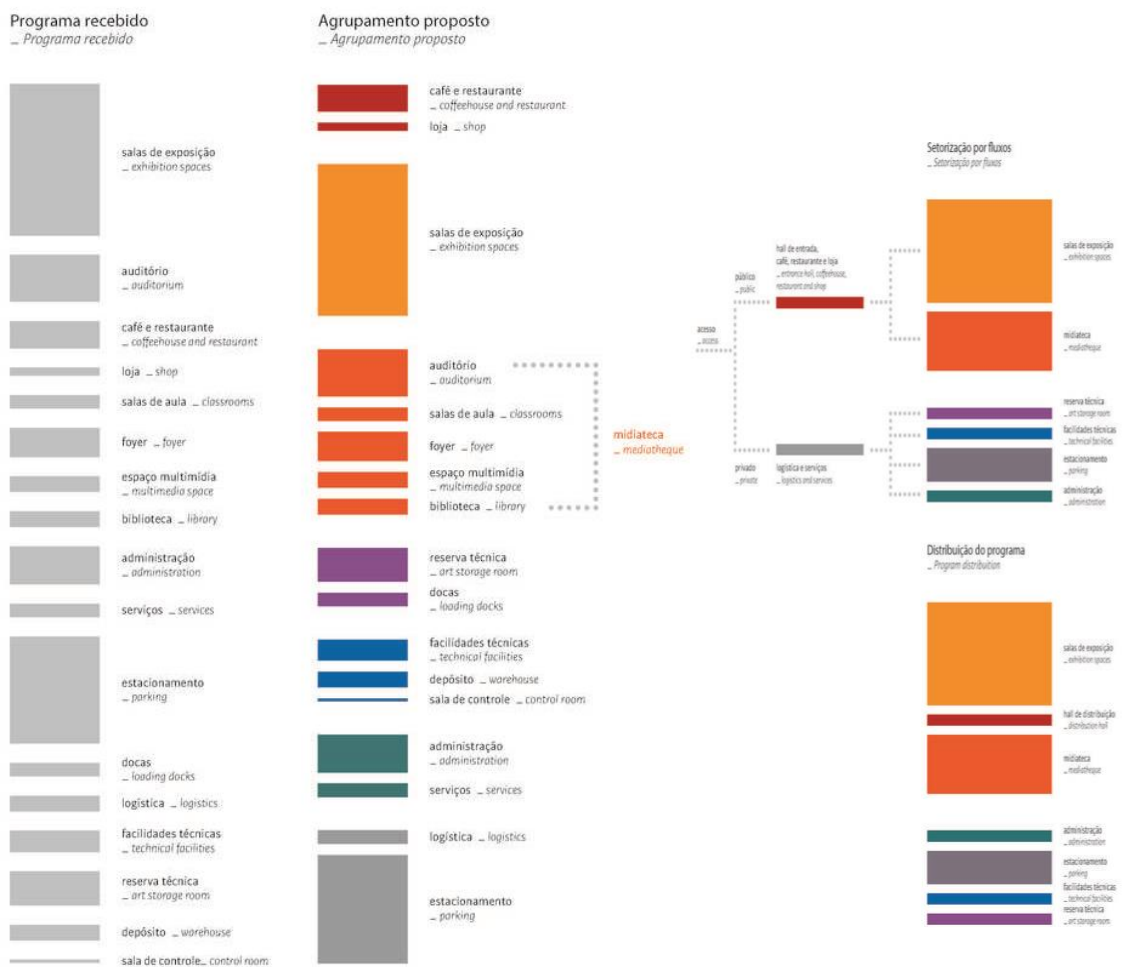 Programa recebido
_ Programa recebido
salas de exposição
_ exhibition spaces
auditório
_ auditorium
café e restaurante
_ coffeehouse and restaurant
loja _ shop
salas de aula _ classrooms
foyer _ foyer
espaço multimídia
_ multimedia space
biblioteca _ library
administração
_ administration
serviços _ services
estacionamento
_ parking
docas
_ loading docks
logística _ logistics
facilidades técnicas
_ technical facilities
reserva técnica
_ art storage room
depósito _ warehouse
sala de controle_ control room
Agrupamento proposto
_ Agrupamento proposto
café e restaurante
_ coffeehouse and restaurant
loja _ shop
salas de exposição
_ exhibition spaces
auditório
_ auditorium
salas de aula _ classrooms
foyer _ foyer
espaço multimídia
_ multimedia space
biblioteca _ library
midiateca
_ mediatheque
reserva técnica
_ art storage room
docas
_ loading docks
facilidades técnicas
_ technical facilities
depósito _ warehouse
sala de controle _ control room
administração
_ administration
serviços _ services
logística _ logistics
estacionamento
_ parking
acesso
_ access
público
_ public
hall de entrada,
café, restaurante e loja
_ entrance hall, coffeehouse,
restaurant and shop
privado
_ private
logística e serviços
_ logistics and services
Setorização por fluxos
_ Setorização por fluxos
salas de exposição
_ exhibition spaces
midiateca
_ mediatheque
reserva técnica
_ art storage room
facilidades técnicas
_ technical facilities
estacionamento
_ parking
administração
_ administration
Distribuição do programa
_ Program distribuition
salas de exposição
_ exhibition spaces
hall de distribuição
_ distribution hall
midiateca
_ mediatheque
administração
_ administration
estacionamento
_ parking
facilidades técnicas
_ technical facilities
reserva técnica
_ art storage room